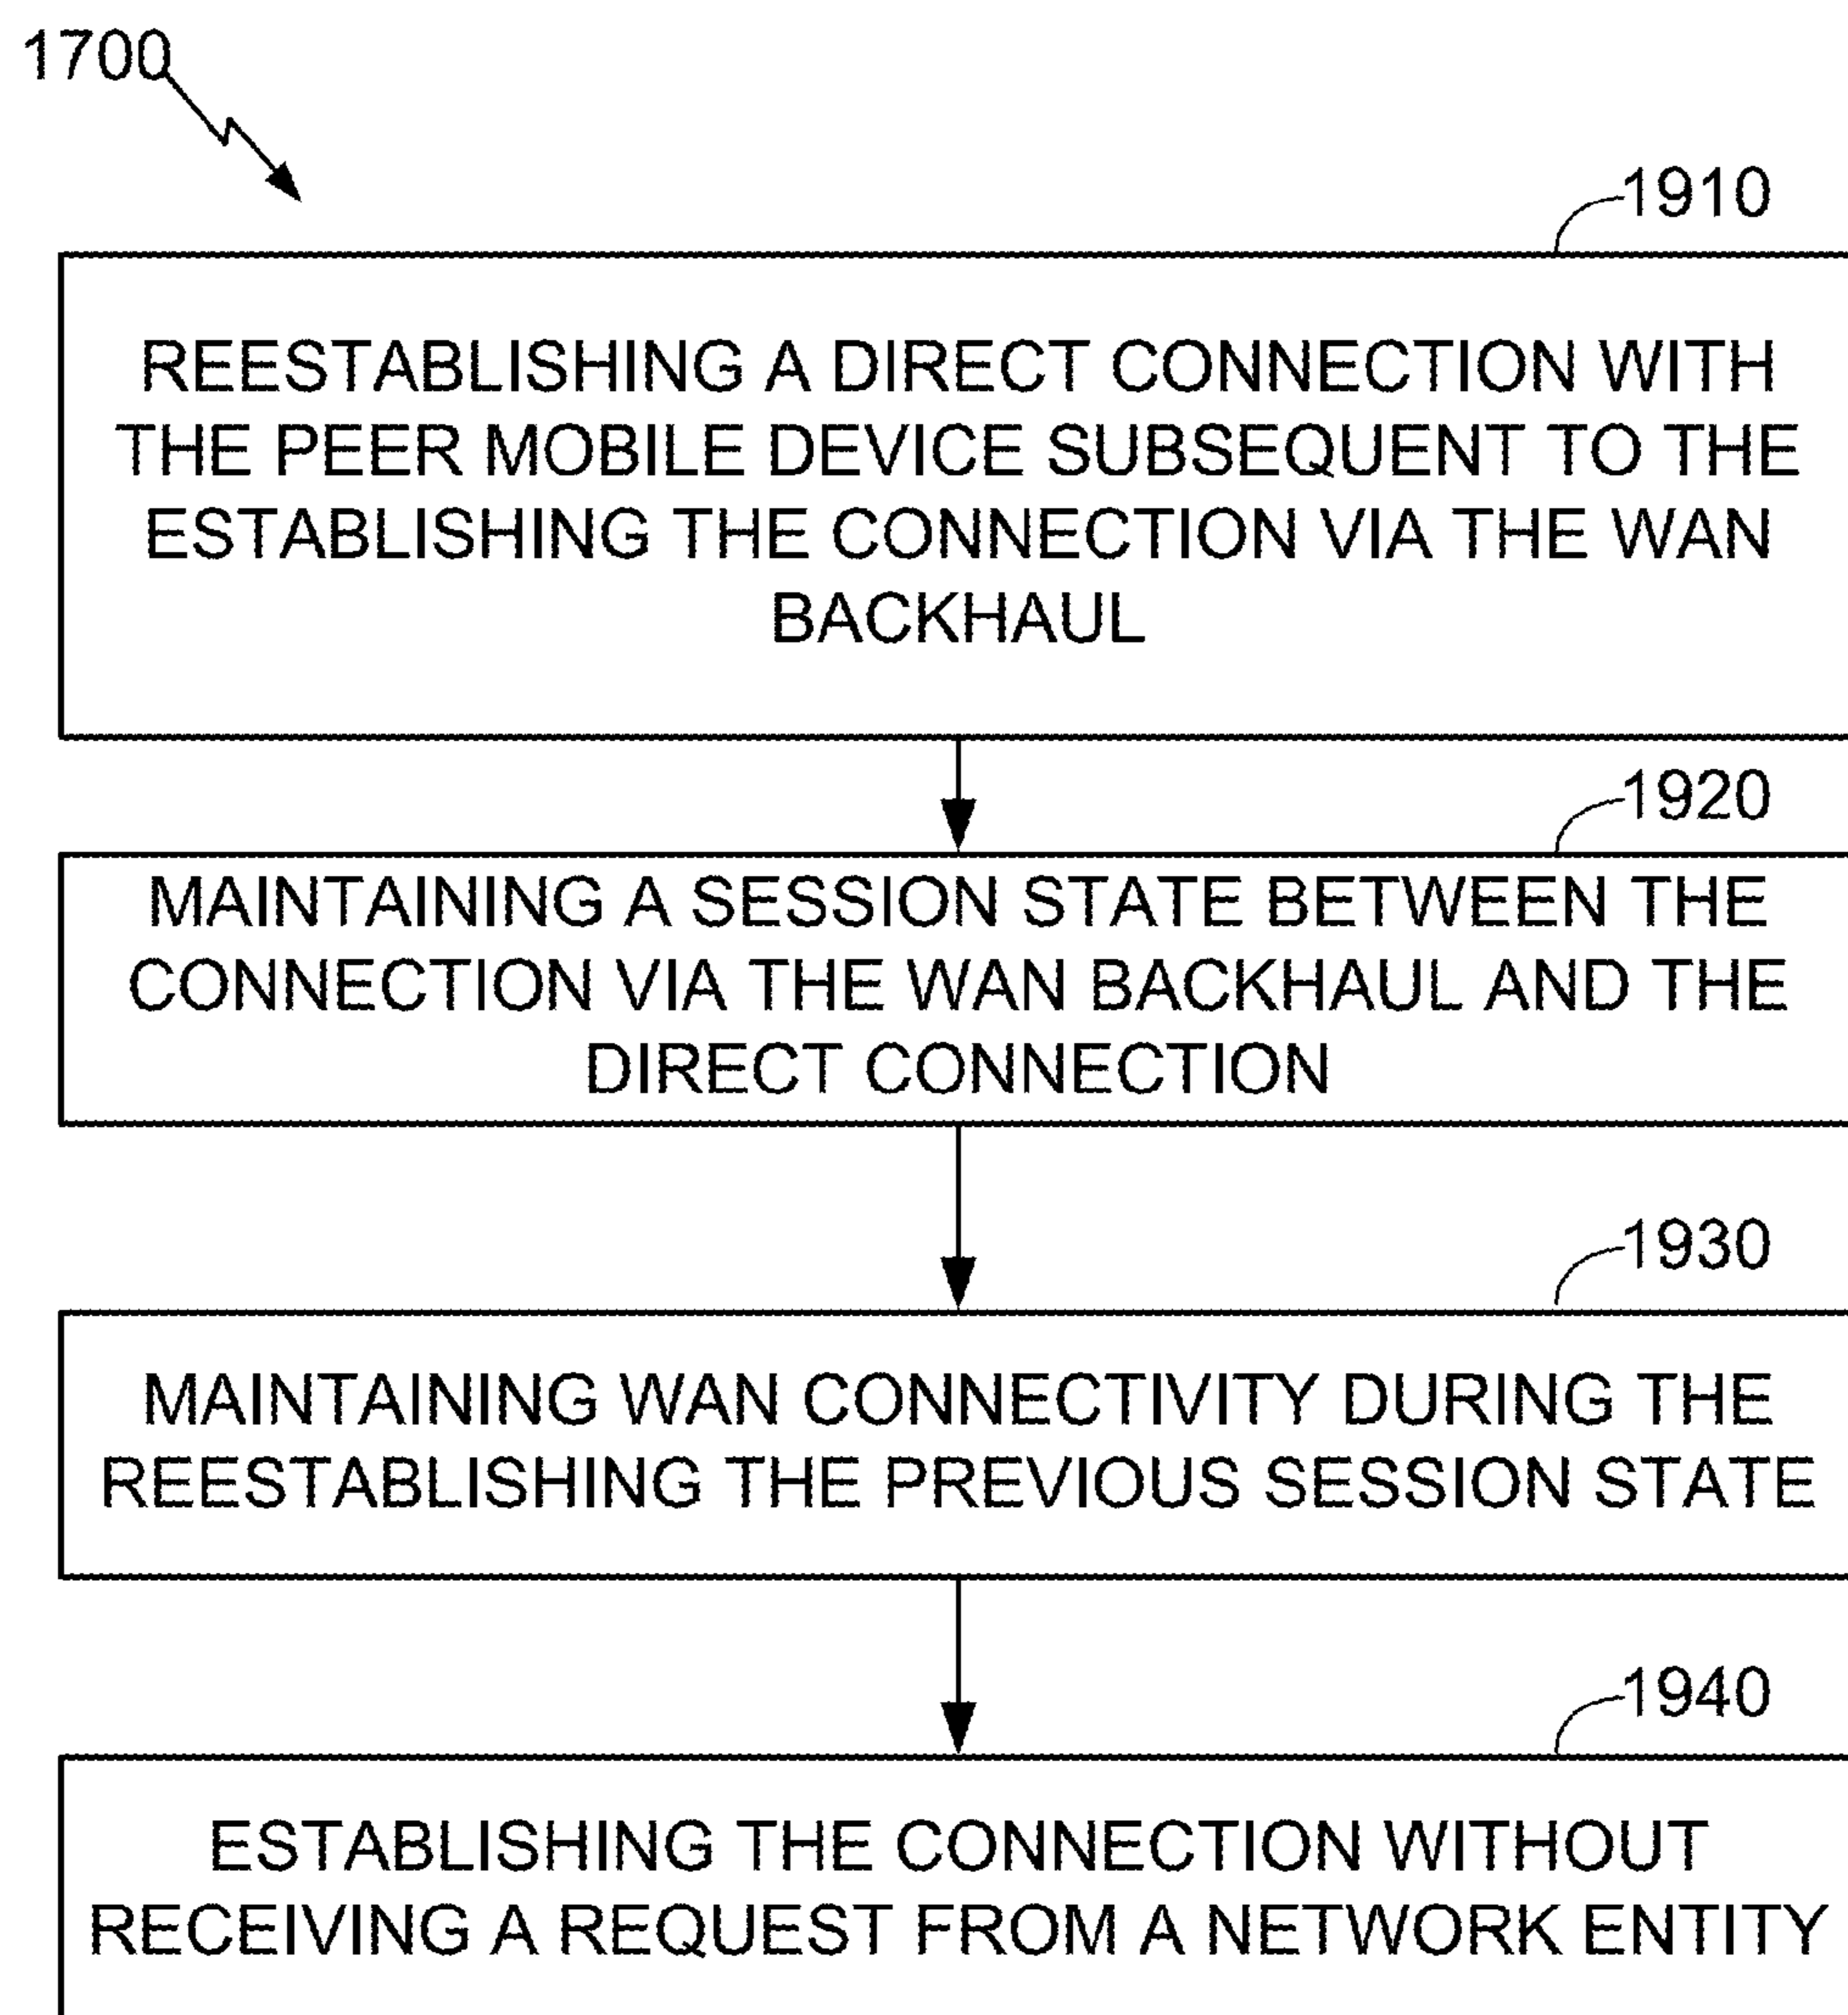 1700
1910
REESTABLISHING A DIRECT CONNECTION WITH
THE PEER MOBILE DEVICE SUBSEQUENT TO THE
ESTABLISHING THE CONNECTION VIA THE WAN
BACKHAUL
1920
MAINTAINING A SESSION STATE BETWEEN THE
CONNECTION VIA THE WAN BACKHAUL AND THE
DIRECT CONNECTION
1930
MAINTAINING WAN CONNECTIVITY DURING THE
REESTABLISHING THE PREVIOUS SESSION STATE
1940
ESTABLISHING THE CONNECTION WITHOUT
RECEIVING A REQUEST FROM A NETWORK ENTITY